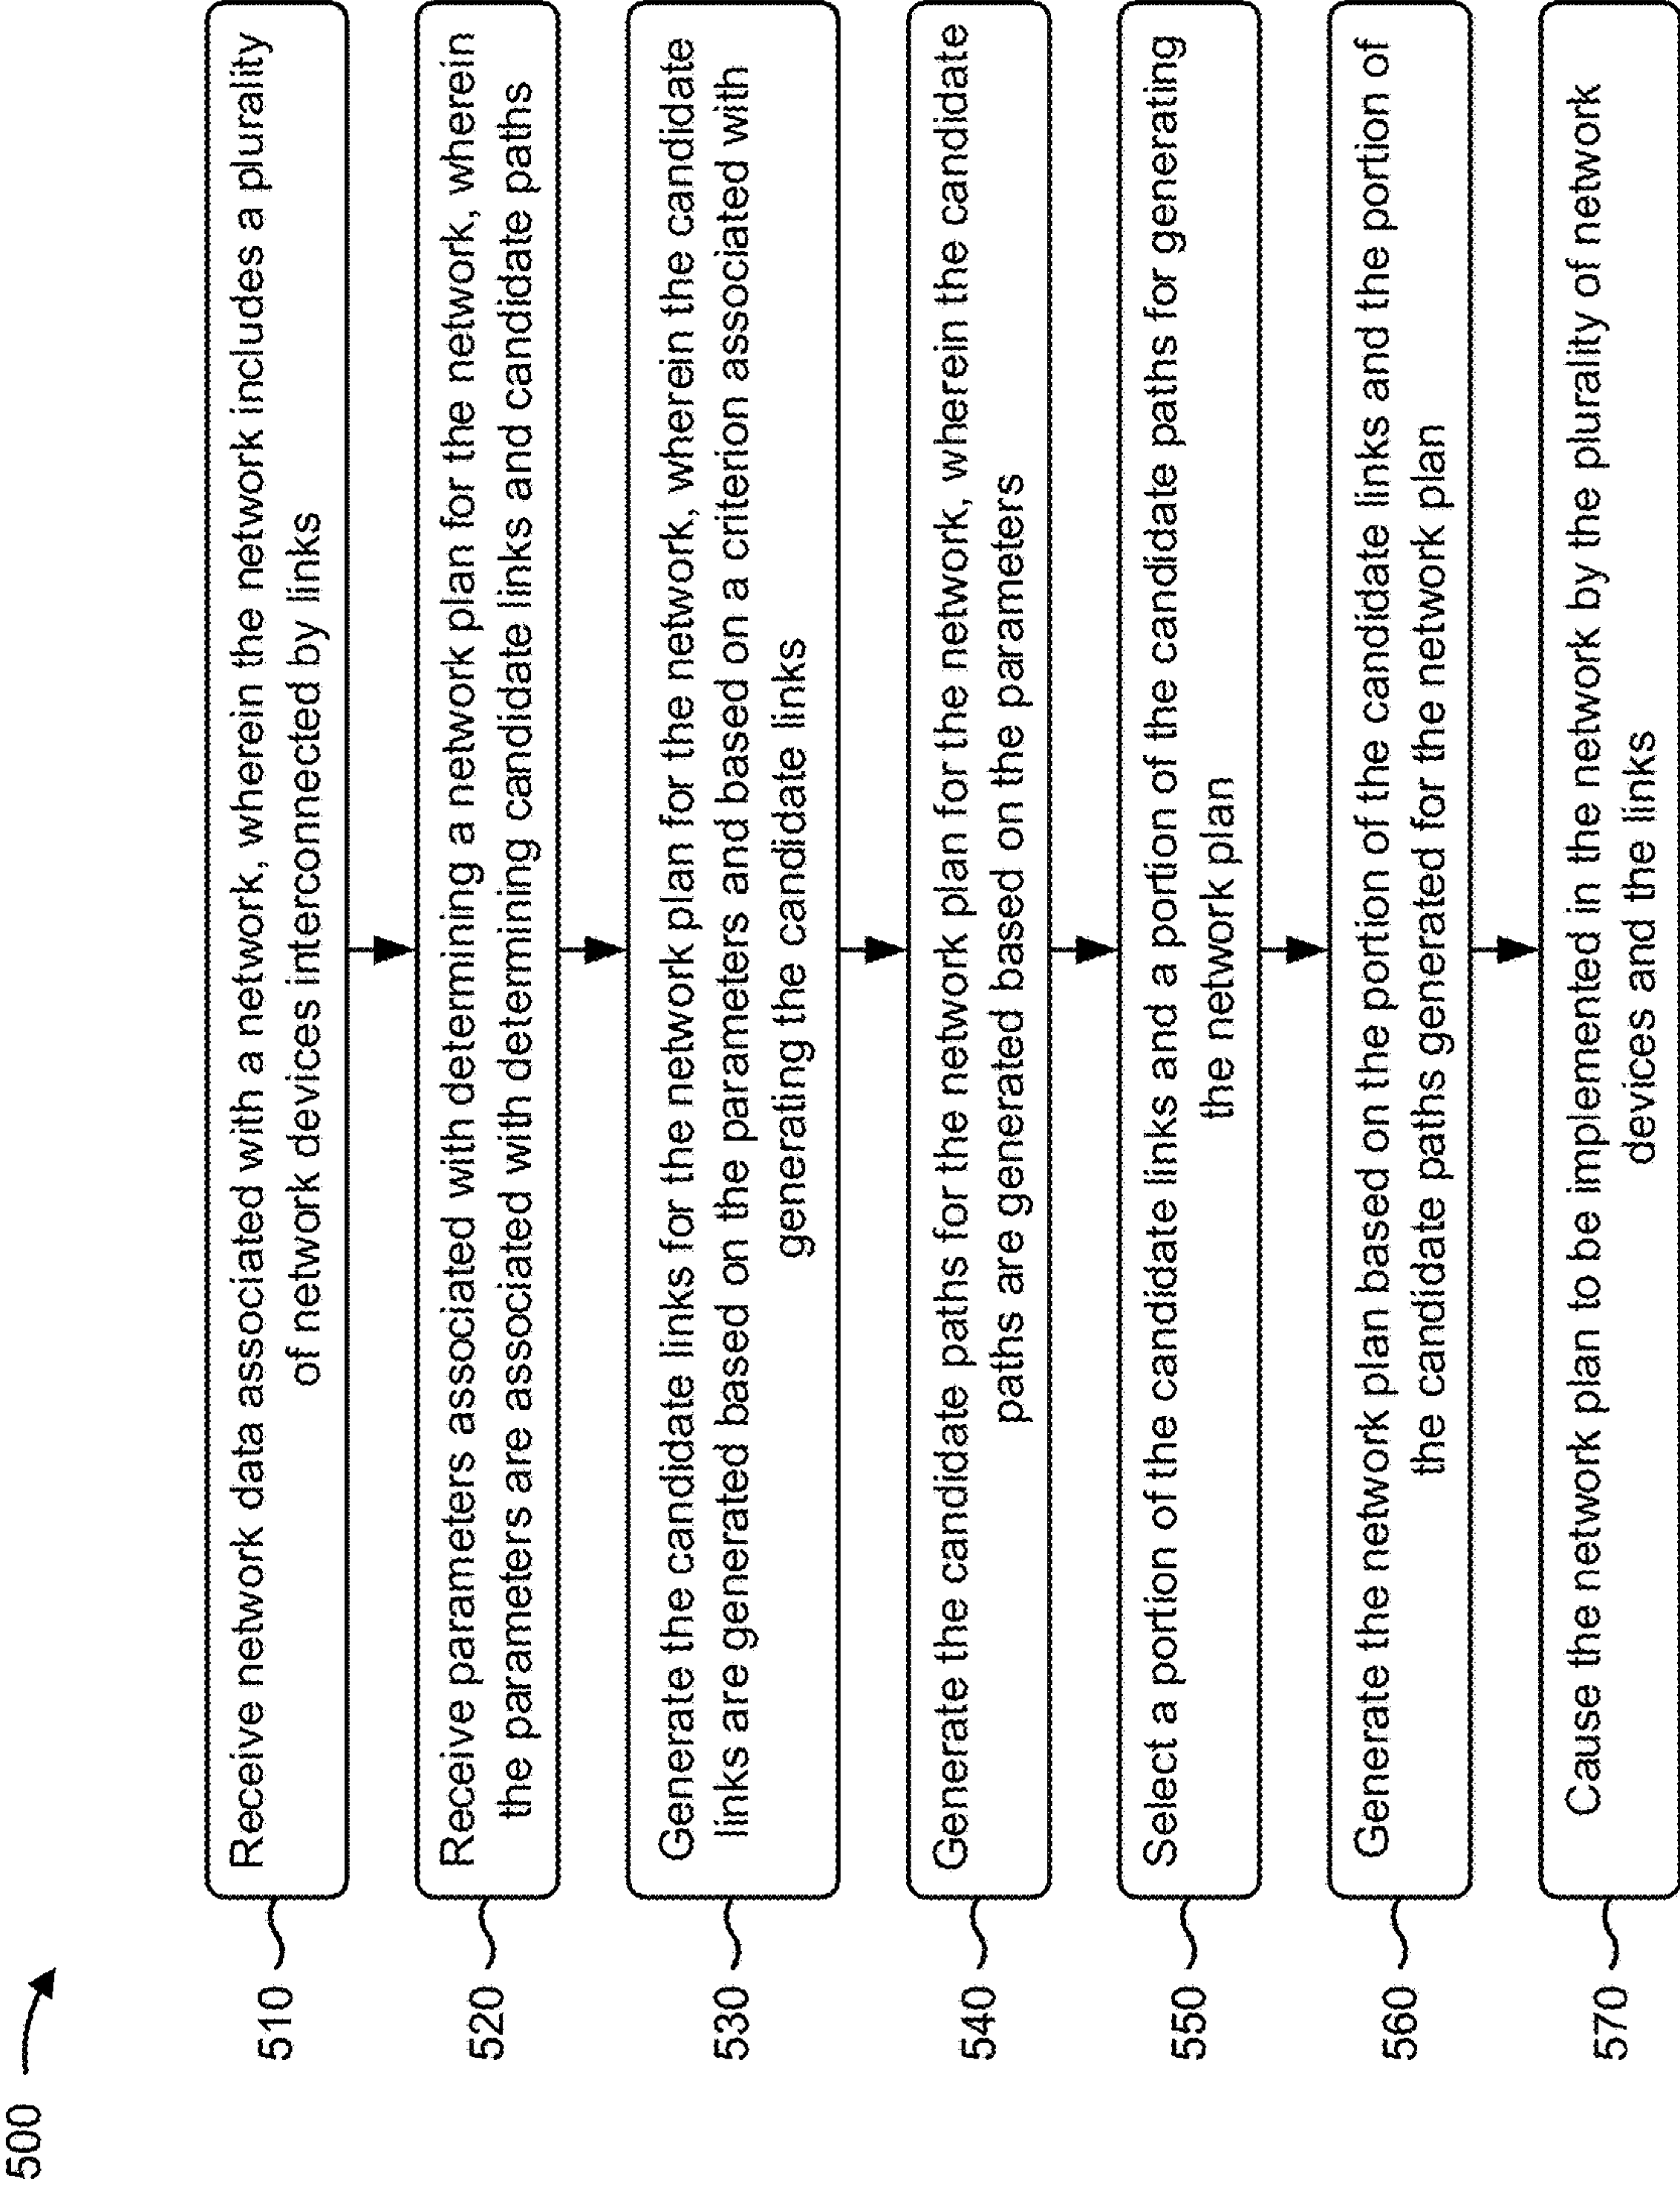 500
510
Receive network data associated with a network, wherein the network includes a plurality
of network devices interconnected by links
520
Receive parameters associated with determining a network plan for the network, wherein
the parameters are associated with determining candidate links and candidate paths
530
Generate the candidate links for the network plan for the network, wherein the candidate
links are generated based on the parameters and based on a criterion associated with
generating the candidate links
540
Generate the candidate paths for the network plan for the network, wherein the candidate
paths are generated based on the parameters
550
Select a portion of the candidate links and a portion of the candidate paths for generating
the network plan
560
Generate the network plan based on the portion of the candidate links and the portion of
the candidate paths generated for the network plan
570
Cause the network plan to be implemented in the network by the plurality of network
devices and the links